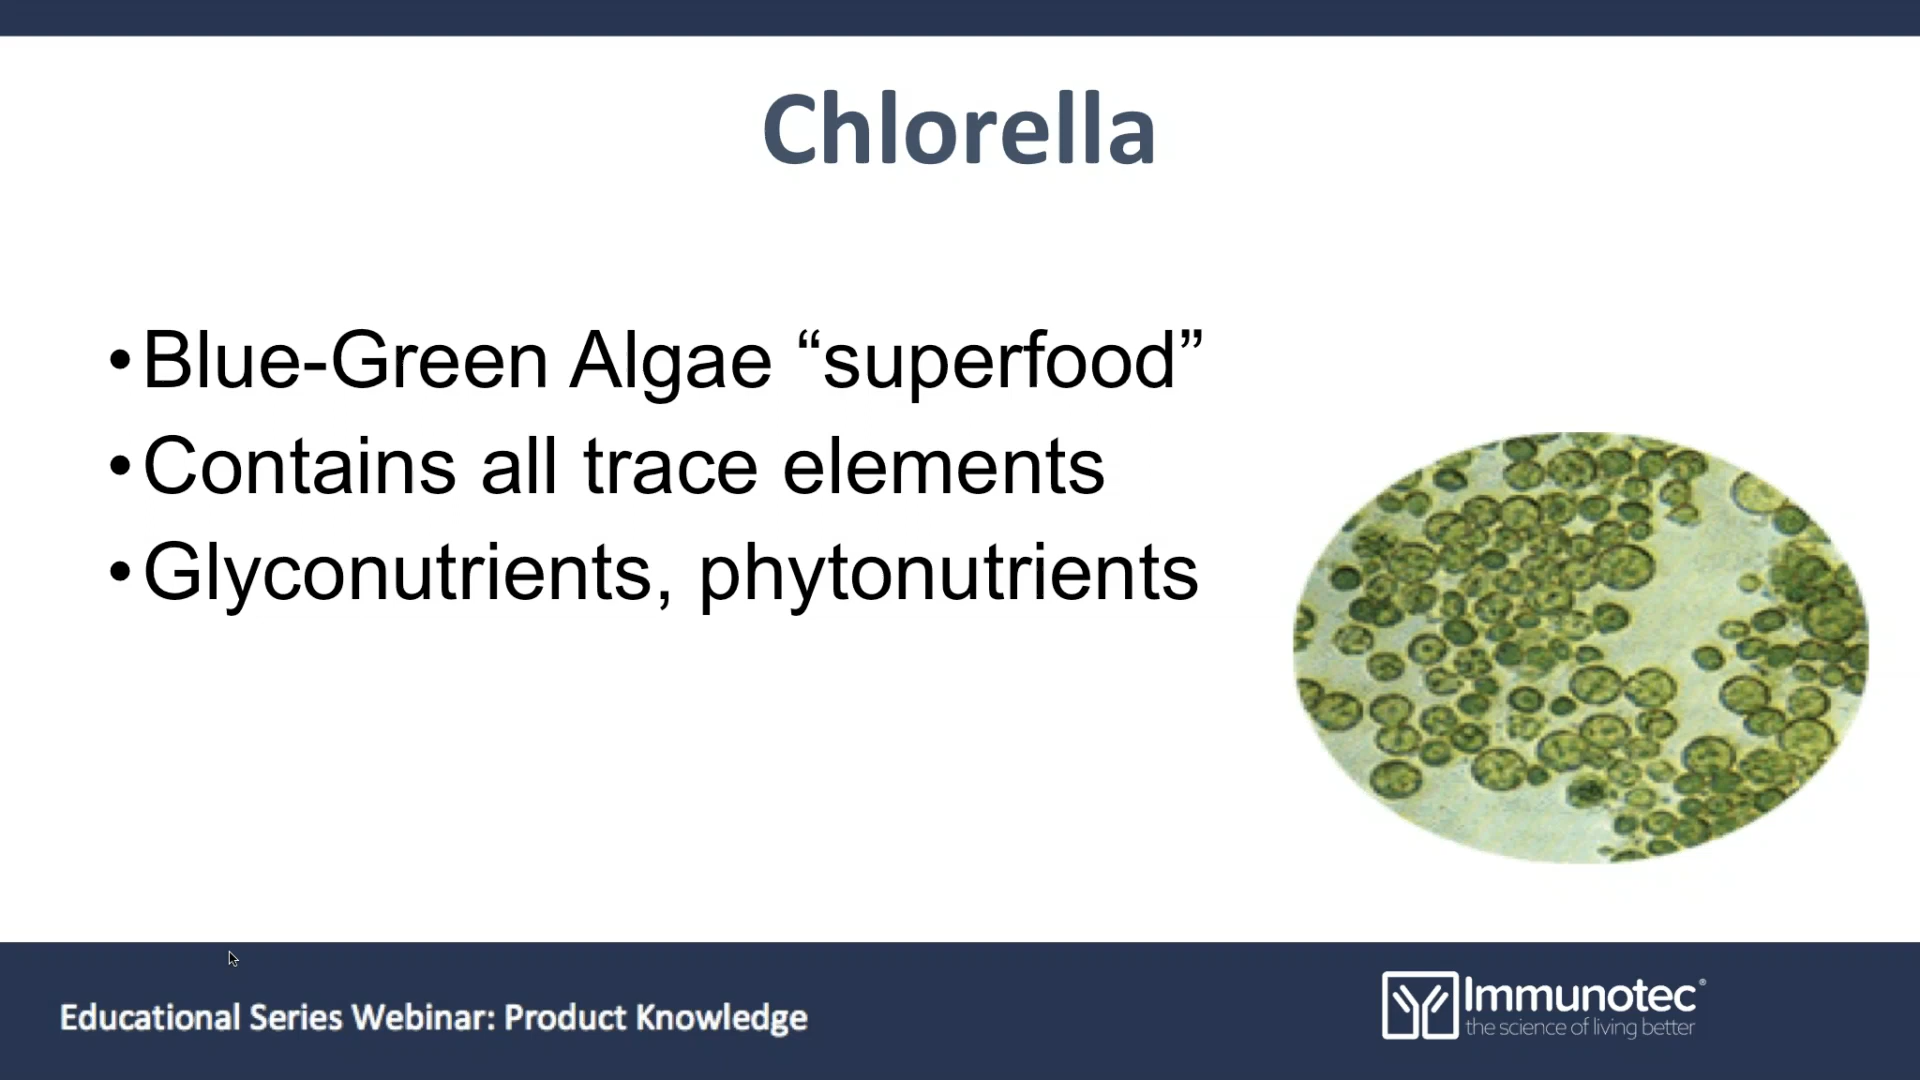 Chlorella
•Blue-Green Algae “superfood”
•Contains all trace elements
•Glyconutrients, phytonutrients
Educational Series Webinar: Product Knowledge
Immunotec®
the science of living better